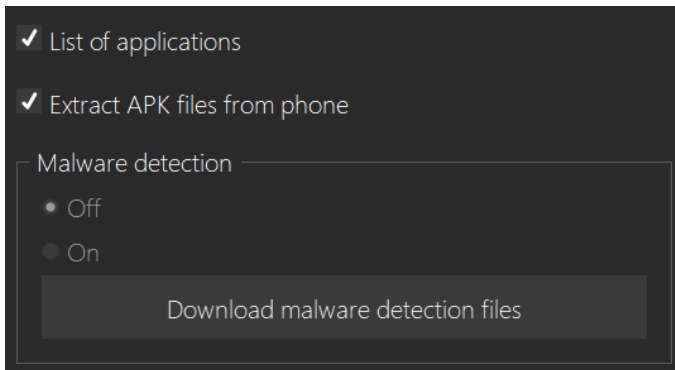 List of applications
Extract APK files from phone
Malware detection
Off
On
Download malware detection files